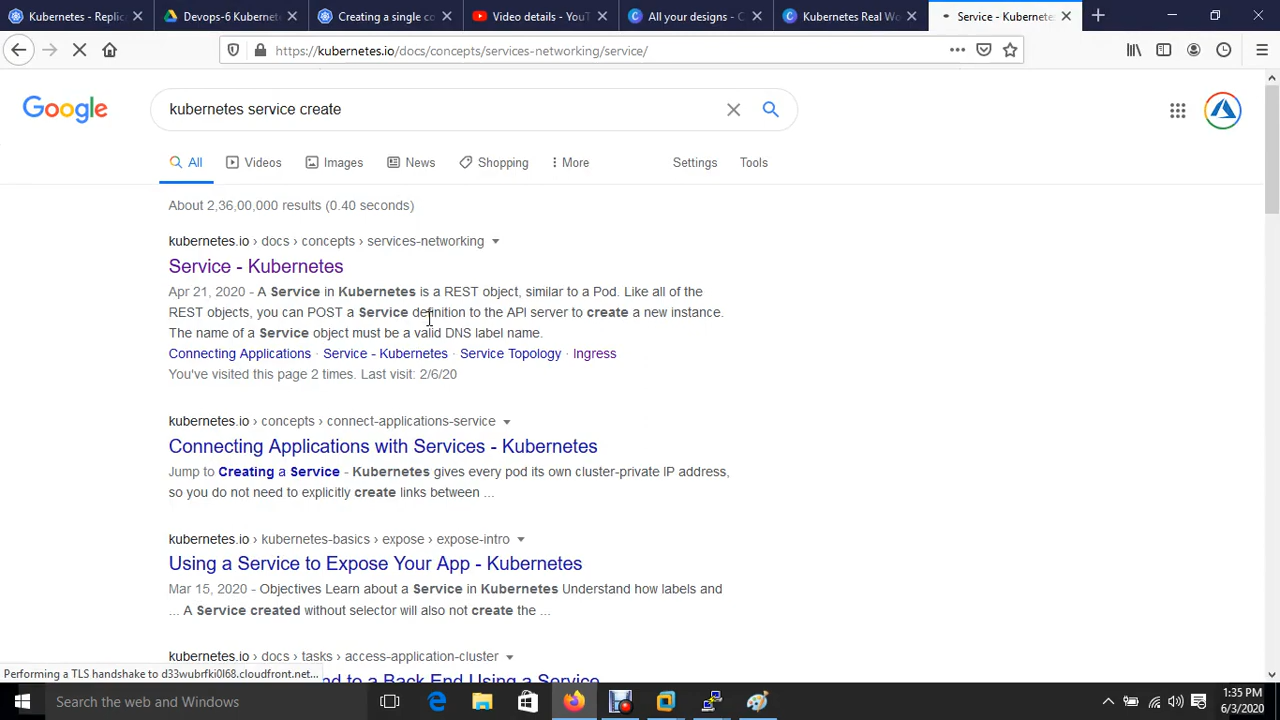 Kubernetes - Replic
Devops-6 Kubernet
Creating a single co
Video details - YouT
All your designs - C
Kubernetes Real Wo
Service - Kubernetes
https://kubernetes.io/docs/concepts/services-networking/service/
Google
kubernetes service create
All
Videos
Images
News
Shopping
More
Settings
Tools
About 2,36,00,000 results (0.40 seconds)
kubernetes.io › docs › concepts › services-networking
Service - Kubernetes
Apr 21, 2020 - A Service in Kubernetes is a REST object, similar to a Pod. Like all of the
REST objects, you can POST a Service definition to the API server to create a new instance.
The name of a Service object must be a valid DNS label name.
Connecting Applications · Service - Kubernetes · Service Topology · Ingress
You've visited this page 2 times. Last visit: 2/6/20
kubernetes.io › concepts › connect-applications-service
Connecting Applications with Services - Kubernetes
Jump to Creating a Service - Kubernetes gives every pod its own cluster-private IP address,
so you do not need to explicitly create links between ...
kubernetes.io › kubernetes-basics › expose › expose-intro
Using a Service to Expose Your App - Kubernetes
Mar 15, 2020 - Objectives Learn about a Service in Kubernetes Understand how labels and
... A Service created without selector will also not create the ...
kubernetes.io › docs › tasks › access-application-cluster
nd to a Back End Using a Service
Performing a TLS handshake to d33wubrfki0l68.cloudfront.net...
Search the web and Windows
1:35 PM
6/3/2020